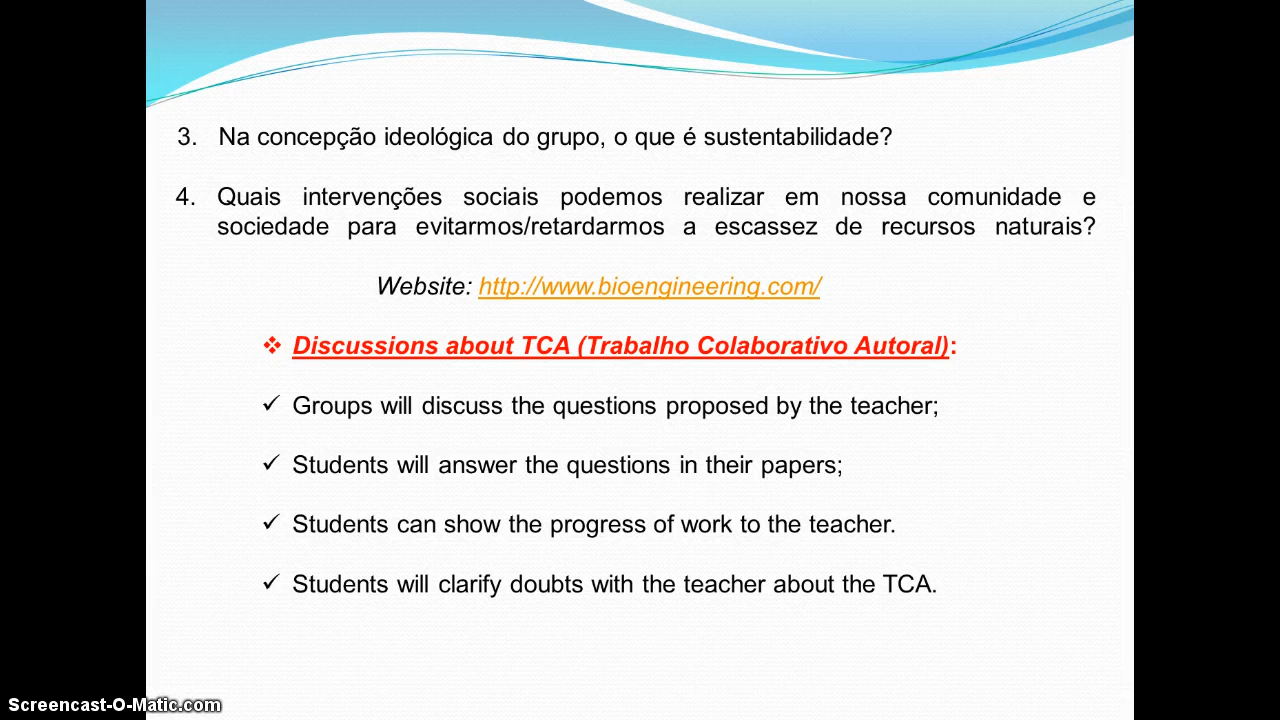 3. Na concepção ideológica do grupo, o que é sustentabilidade?
4. Quais intervenções sociais podemos realizar em nossa comunidade e
sociedade para evitarmos/retardarmos a escassez de recursos naturais?
Website: http://www.bioengineering.com/
❖ Discussions about TCA (Trabalho Colaborativo Autoral):
✓ Groups will discuss the questions proposed by the teacher;
✓ Students will answer the questions in their papers;
✓ Students can show the progress of work to the teacher.
✓ Students will clarify doubts with the teacher about the TCA.
Screencast-O-Matic.com